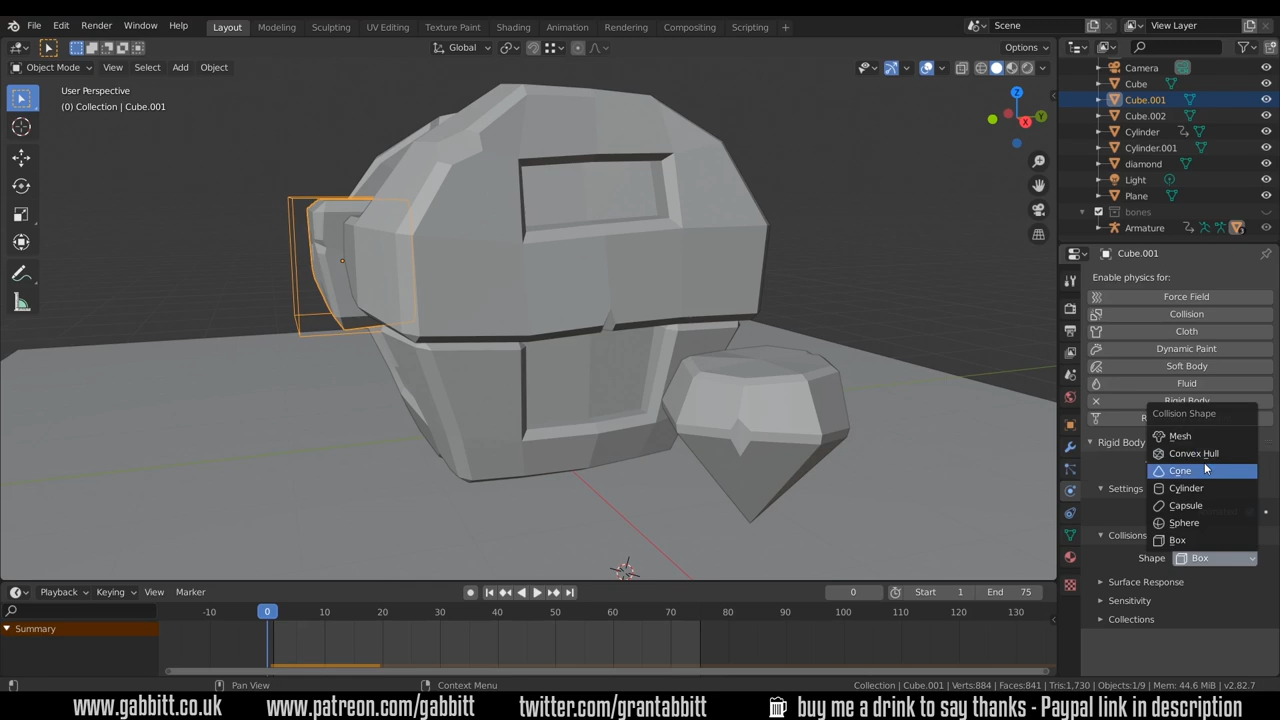 File Edit Render Window Help Layout Modeling Sculpting UV Editing Texture Paint Shading Animation Rendering Compositing Scripting + Scene View Layer
Global Options
Object Mode View Select Add Object
User Perspective
(0) Collection | Cube.001
Z
Y
X
Camera
Cube
Cube.001
Cube.002
Cylinder
Cylinder.001
diamond
Light
Plane
bones
Armature
Cube.001
Enable physics for:
Force Field
Collision
Cloth
Dynamic Paint
Soft Body
Fluid
Rigid Body
R
Collision Shape
Mesh
Convex Hull
Cone
Cylinder
Capsule
Sphere
Box
Rigid Body
Settings
Collisions
Shape Box
Surface Response
Sensitivity
Collections
Playback Keying View Marker 0 Start 1 End 75
-10 0 10 20 30 40 50 60 70 80 90 100 110 120 130
Summary
Pan View Context Menu Collection | Cube.001 | Verts:884 | Faces:841 | Tris:1,730 | Objects:1/9 | Mem: 44.6 MiB | v2.82.7
www.gabbitt.co.uk www.patreon.com/gabbitt twitter.com/grantabbitt buy me a drink to say thanks - Paypal link in description